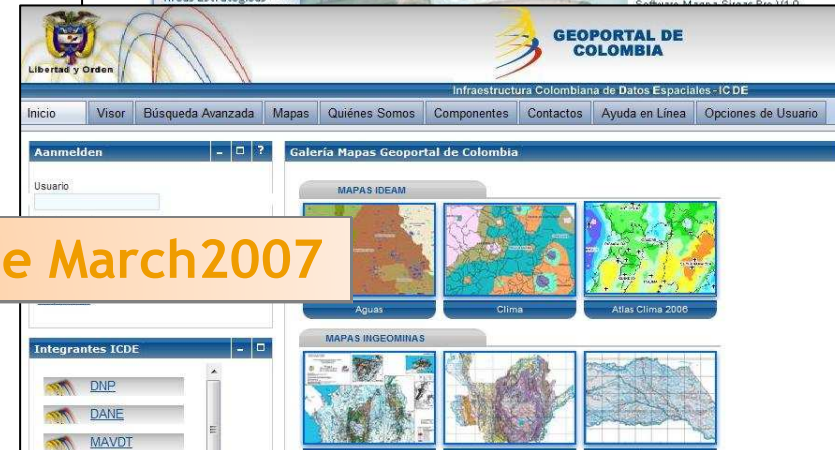 Áreas Estratégicas
Software Magna Sirgas Pro V1.0
Libertad y Orden
GEOPORTAL DE
COLOMBIA
Infraestructura Colombiana de Datos Espaciales - ICDE
Inicio Visor Búsqueda Avanzada Mapas Quiénes Somos Componentes Contactos Ayuda en Línea Opciones de Usuario
Aanmelden
Usuario
e March2007
Integrantes ICDE
DNP
DANE
MAVDT
Galería Mapas Geoportal de Colombia
MAPAS IDEAM
Aguas Clima Atlas Clima 2006
MAPAS INGEOMINAS